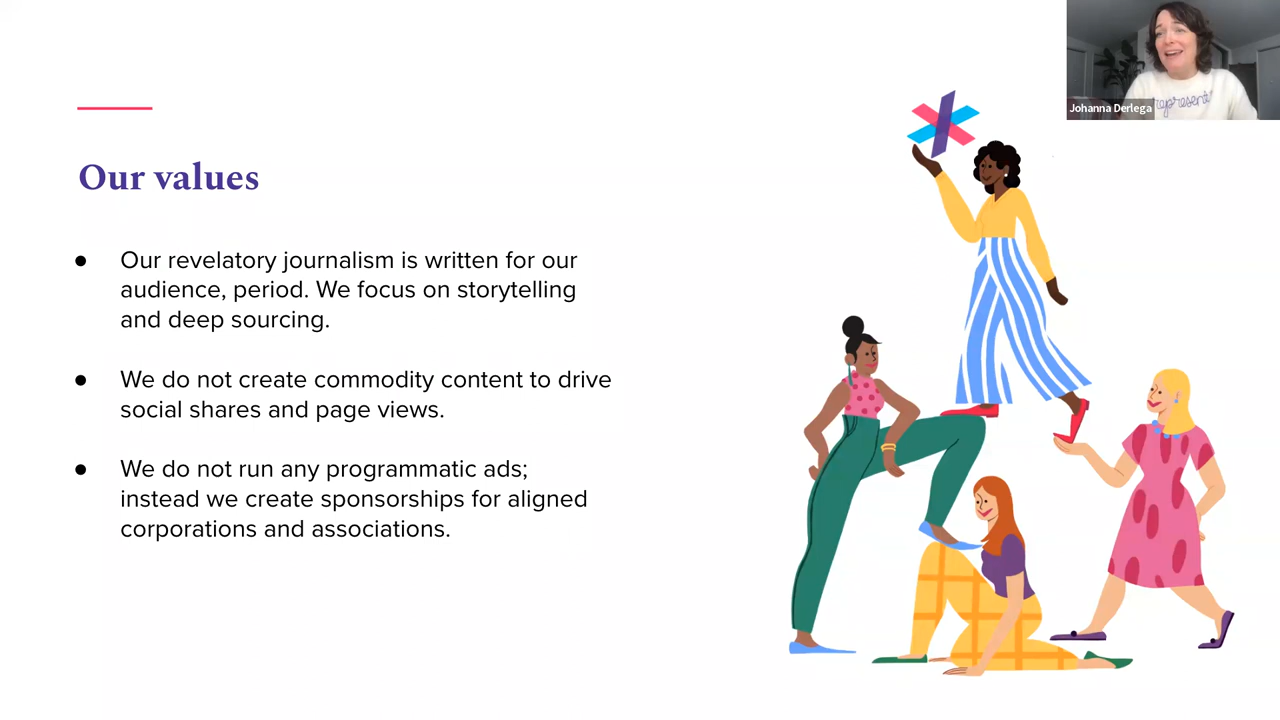 Our values
● Our revelatory journalism is written for our
audience, period. We focus on storytelling
and deep sourcing.
● We do not create commodity content to drive
social shares and page views.
● We do not run any programmatic ads;
instead we create sponsorships for aligned
corporations and associations.
Johanna Derlega
represent